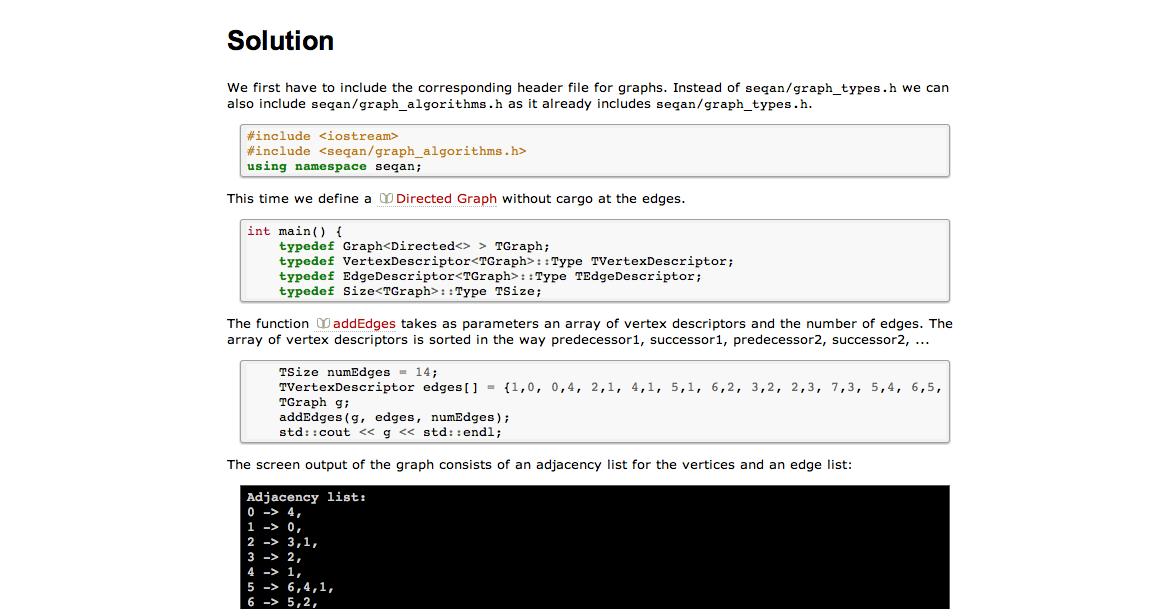 Solution
We first have to include the corresponding header file for graphs. Instead of seqan/graph_types.h we can
also include seqan/graph_algorithms.h as it already includes seqan/graph_types.h.
#include <iostream>
#include <seqan/graph_algorithms.h>
using namespace seqan;
This time we define a Directed Graph without cargo at the edges.
int main() {
    typedef Graph<Directed<> > TGraph;
    typedef VertexDescriptor<TGraph>::Type TVertexDescriptor;
    typedef EdgeDescriptor<TGraph>::Type TEdgeDescriptor;
    typedef Size<TGraph>::Type TSize;
The function addEdges takes as parameters an array of vertex descriptors and the number of edges. The
array of vertex descriptors is sorted in the way predecessor1, successor1, predecessor2, successor2, ...
    TSize numEdges = 14;
    TVertexDescriptor edges[] = {1,0, 0,4, 2,1, 4,1, 5,1, 6,2, 3,2, 2,3, 7,3, 5,4, 6,5,
    TGraph g;
    addEdges(g, edges, numEdges);
    std::cout << g << std::endl;
The screen output of the graph consists of an adjacency list for the vertices and an edge list:
Adjacency list:
0 -> 4,
1 -> 0,
2 -> 3,1,
3 -> 2,
4 -> 1,
5 -> 6,4,1,
6 -> 5,2,